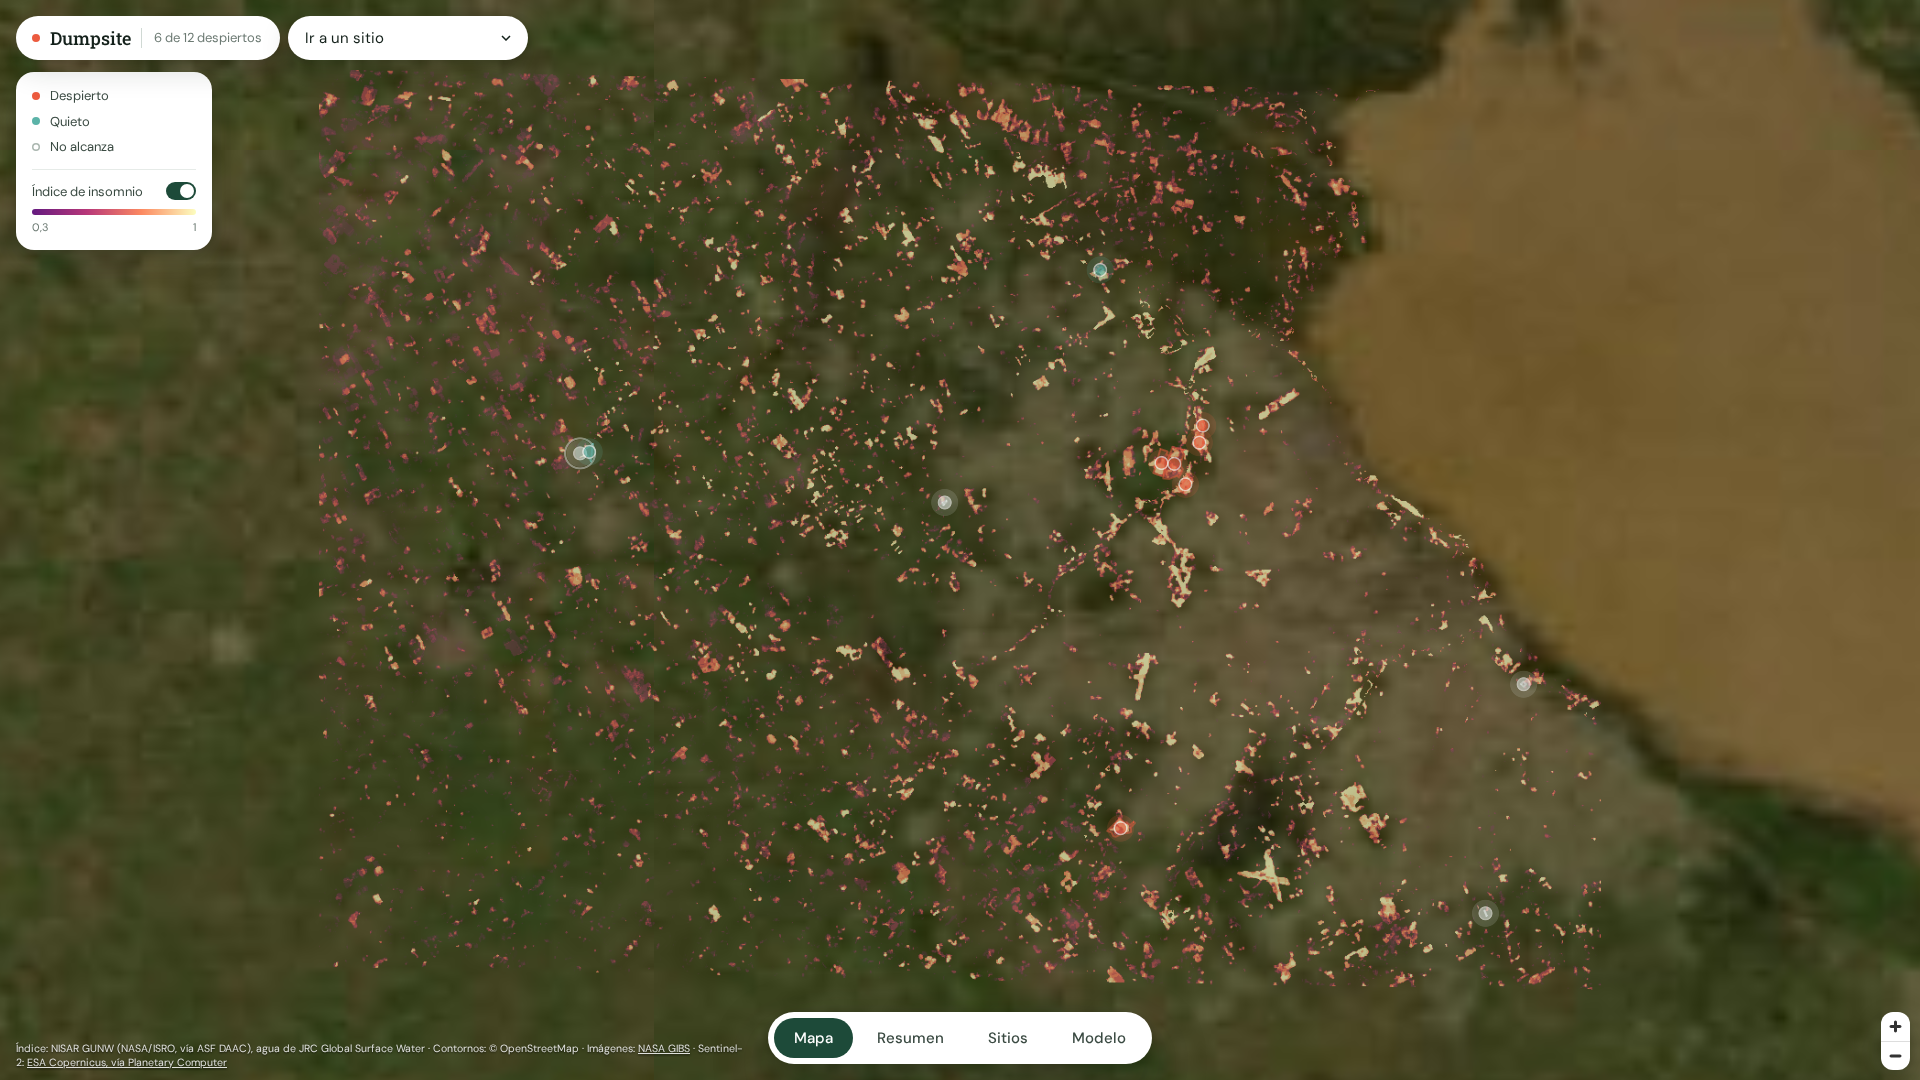 Dumpsite
6 de 12 despiertos
Ir a un sitio
Despierto
Quieto
No alcanza
Índice de insomnio
0,3 1
Mapa Resumen Sitios Modelo
Índice: NISAR GUNW (NASA/ISRO, vía ASF DAAC), agua de JRC Global Surface Water · Contornos: © OpenStreetMap · Imágenes: NASA GIBS · Sentinel-
2: ESA Copernicus, vía Planetary Computer